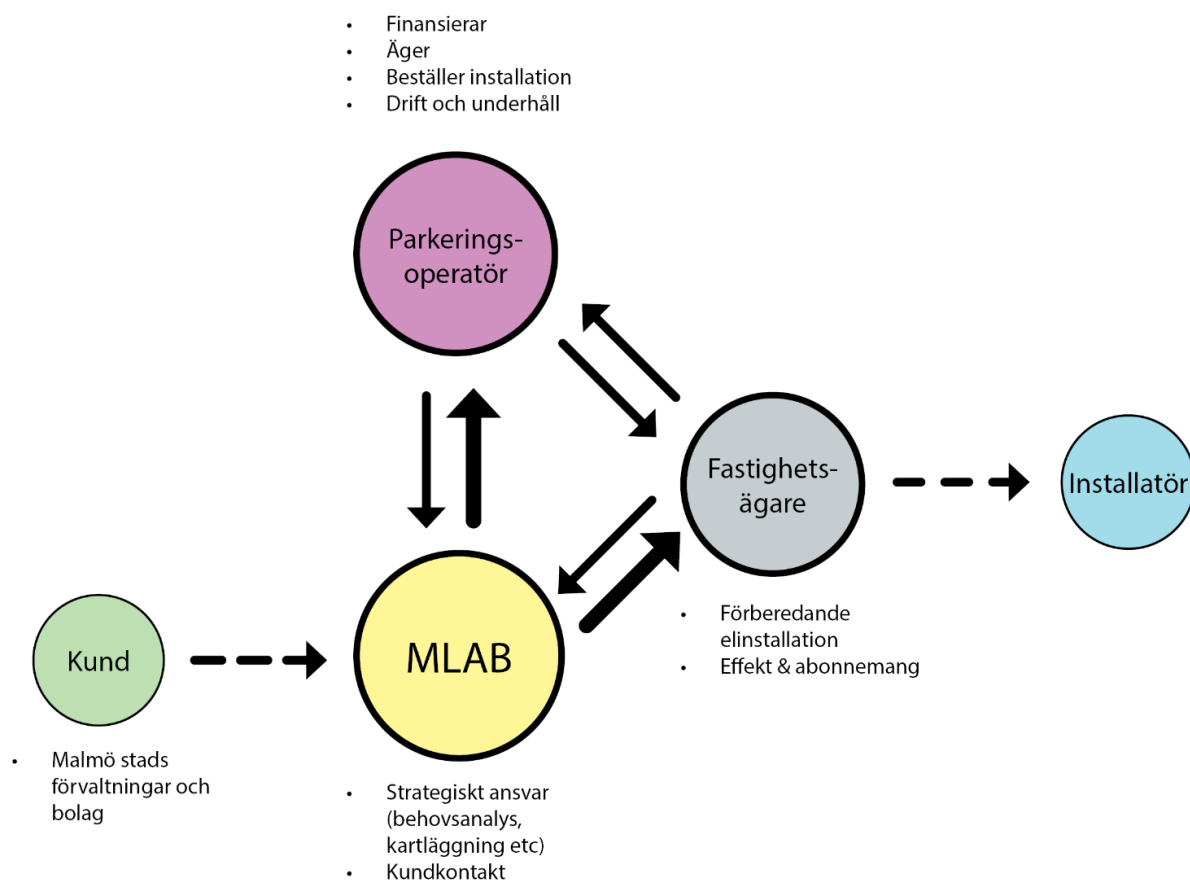 • Finansierar
• Äger
• Beställer installation
• Drift och underhåll
Parkerings-
operatör
Fastighets-
ägare
Installatör
• Förberedande
elinstallation
• Effekt & abonnemang
Kund
MLAB
• Malmö stads
förvaltningar och
bolag
• Strategiskt ansvar
(behovsanalys,
kartläggning etc)
• Kundkontakt